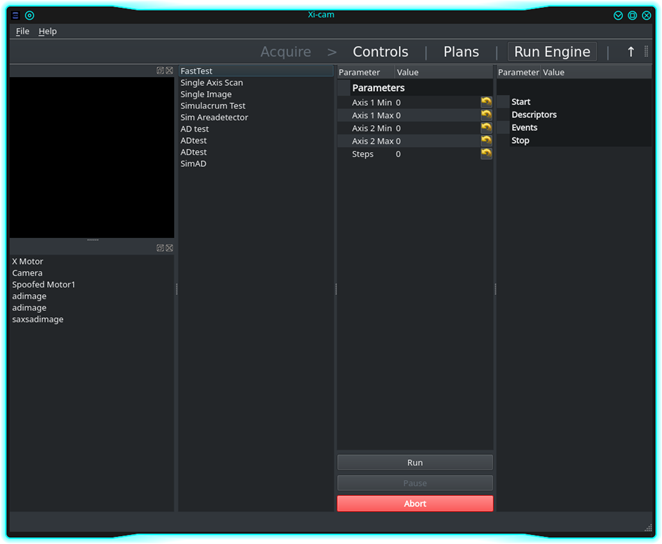 Xi-cam
File Help
Acquire > Controls | Plans | Run Engine | ↑
FastTest
Single Axis Scan
Single Image
Simulacrum Test
Sim Areadetector
AD test
ADtest
ADtest
SimAD
X Motor
Camera
Spoofed Motor1
adimage
adimage
saxsadimage
Parameter Value
Parameters
Axis 1 Min 0
Axis 1 Max 0
Axis 2 Min 0
Axis 2 Max 0
Steps 0
Run
Pause
Abort
Parameter Value
Start
Descriptors
Events
Stop